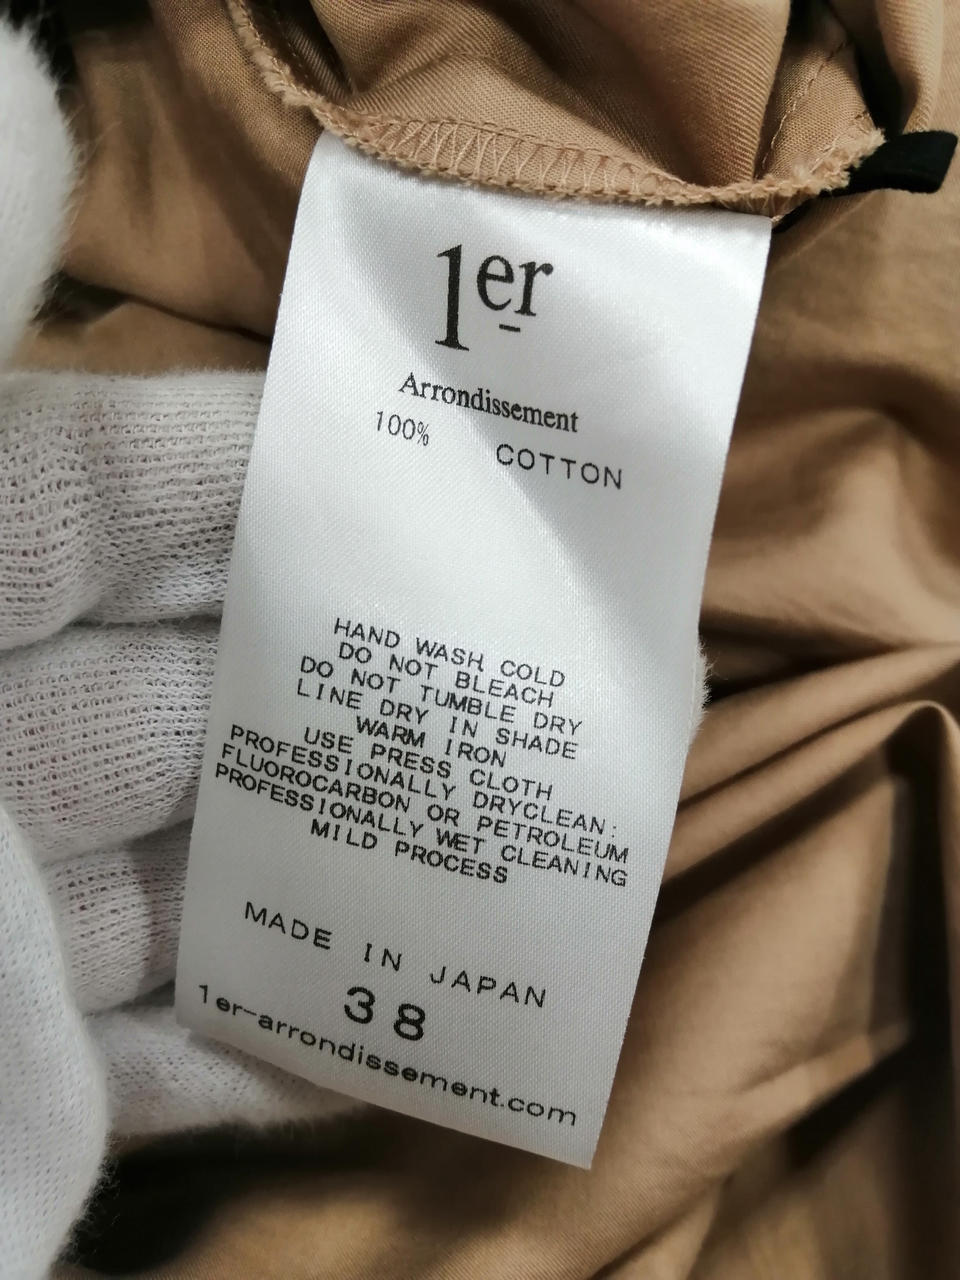 1er
Arrondissement
100% COTTON
HAND WASH COLD
DO NOT BLEACH
DO NOT TUMBLE DRY
LINE DRY IN SHADE
WARM IRON
USE PRESS CLOTH
PROFESSIONALLY DRYCLEAN:
FLUOROCARBON OR PETROLEUM
PROFESSIONALLY WET CLEANING
MILD PROCESS
MADE IN JAPAN
38
1er-arrondissement.com